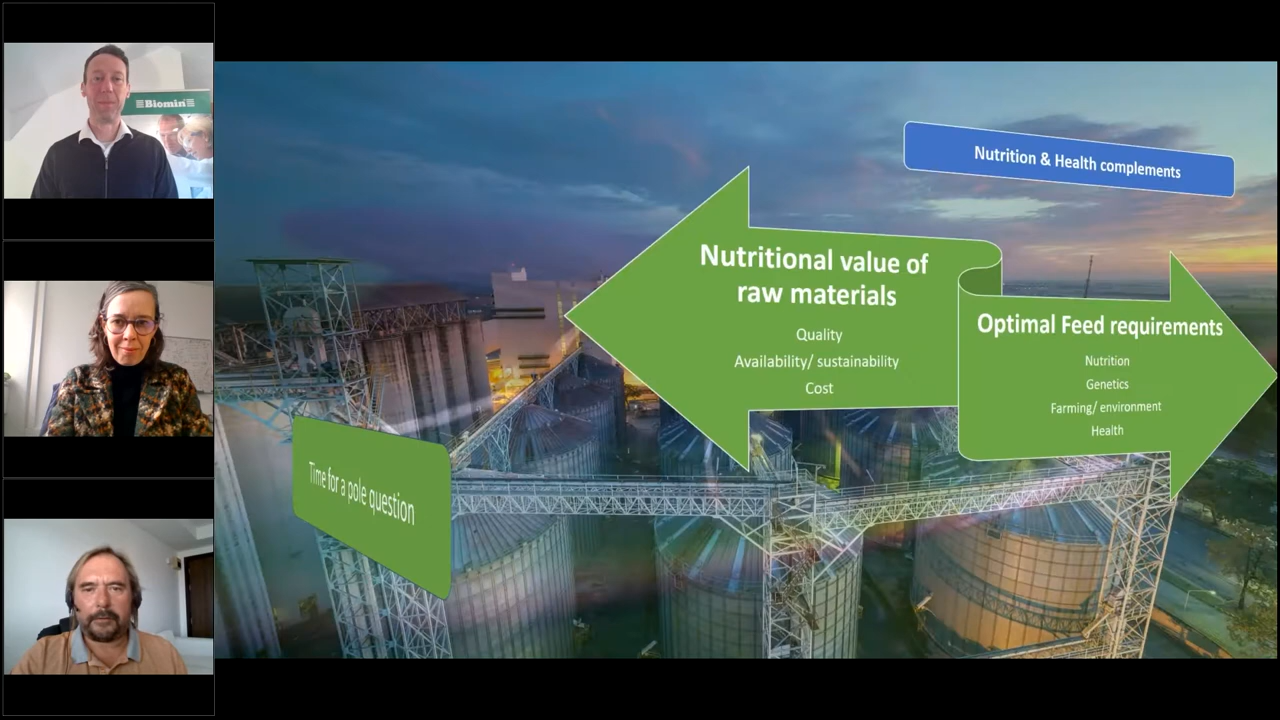 Biomin
Nutrition & Health complements
Nutritional value of
raw materials
Quality
Availability/ sustainability
Cost
Optimal Feed requirements
Nutrition
Genetics
Farming/ environment
Health
Time for a pole question